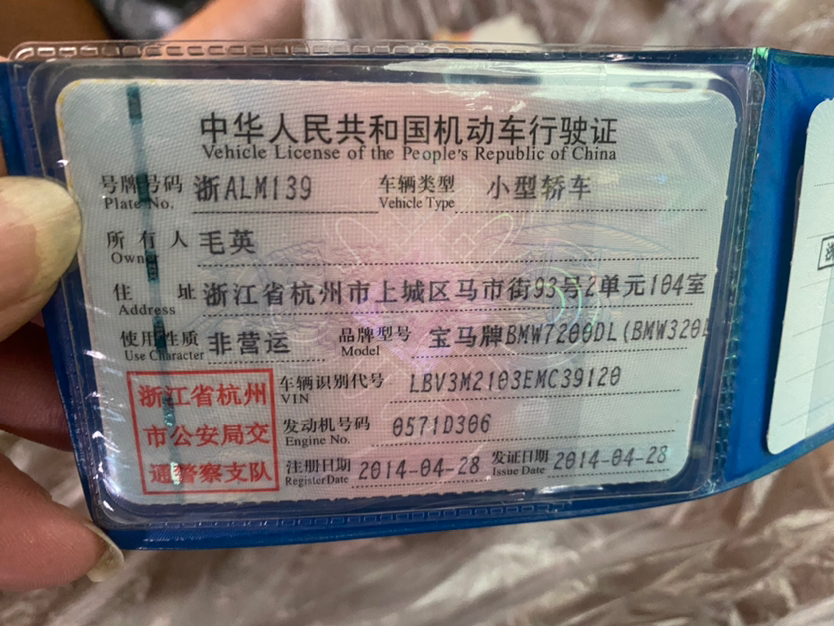 中华人民共和国机动车行驶证
Vehicle License of the People's Republic of China
号牌号码 浙ALM139 车辆类型 小型轿车
Plate No. Vehicle Type
所有人 毛英
Owner
住址 浙江省杭州市上城区马市街93号2单元104室
Address
使用性质 非营运 品牌型号 宝马牌BMW7200DL(BMW320
Use Character Model
浙江省杭州
市公安局交
通警察支队
车辆识别代号 LBV3M2103EMC39120
VIN
发动机号码 0571D306
Engine No.
注册日期 2014-04-28 发证日期 2014-04-28
Register Date Issue Date